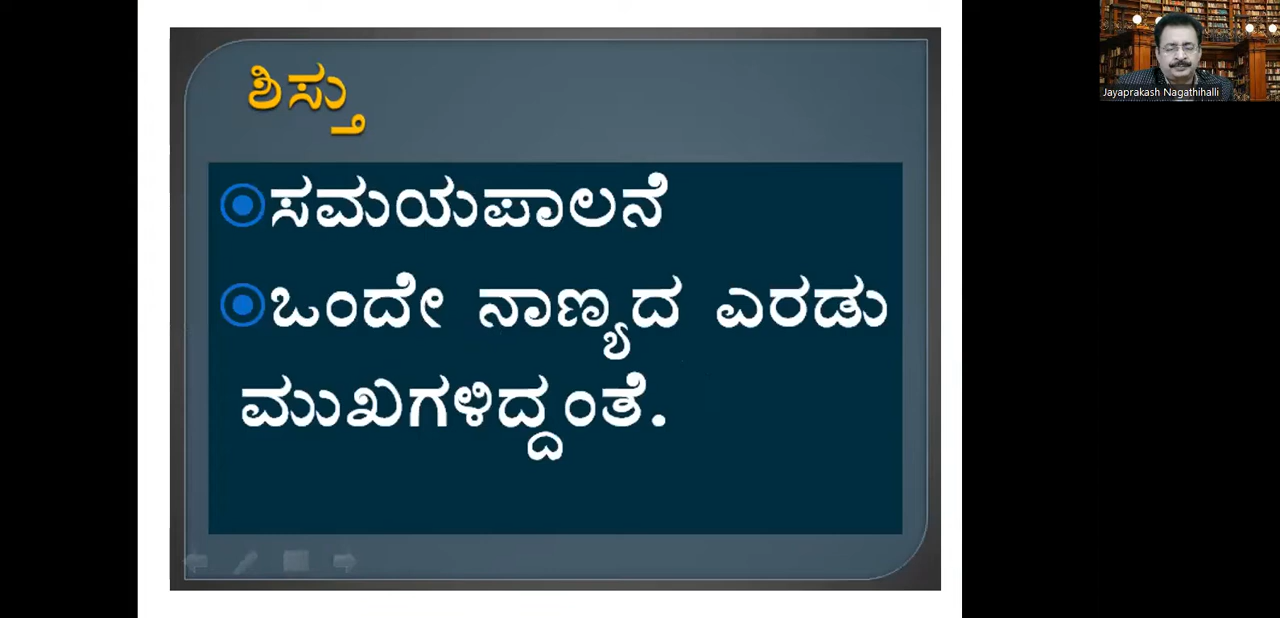 ಶಿಸ್ತು
ಸಮಯಪಾಲನೆ
ಒಂದೇ ನಾಣ್ಯದ ಎರಡು
ಮುಖಗಳಿದ್ದಂತೆ.
Jayaprakash Nagathihalli